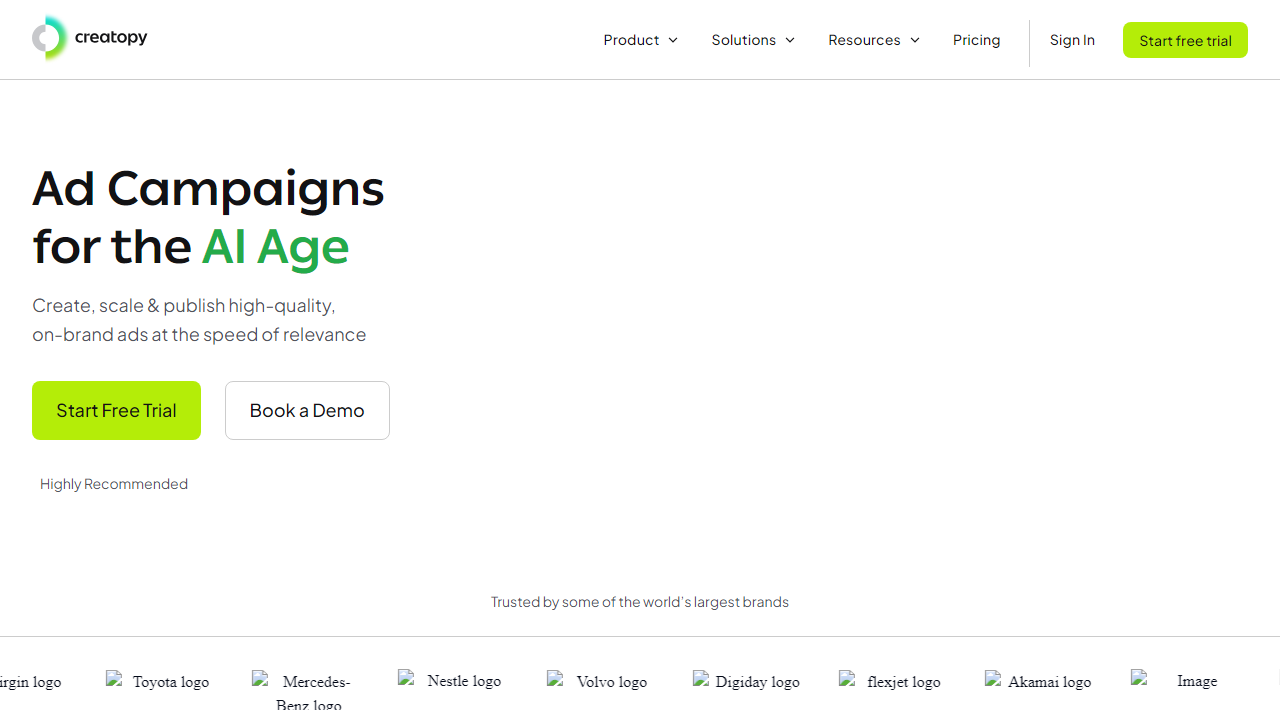 creatopy
Product
Solutions
Resources
Pricing
Sign In
Start free trial
Ad Campaigns
for the AI Age
Create, scale & publish high-quality,
on-brand ads at the speed of relevance
Start Free Trial
Book a Demo
Highly Recommended
Trusted by some of the world's largest brands
irgin logo
Toyota logo
Mercedes-
Benz logo
Nestle logo
Volvo logo
Digiday logo
flexjet logo
Akamai logo
Image